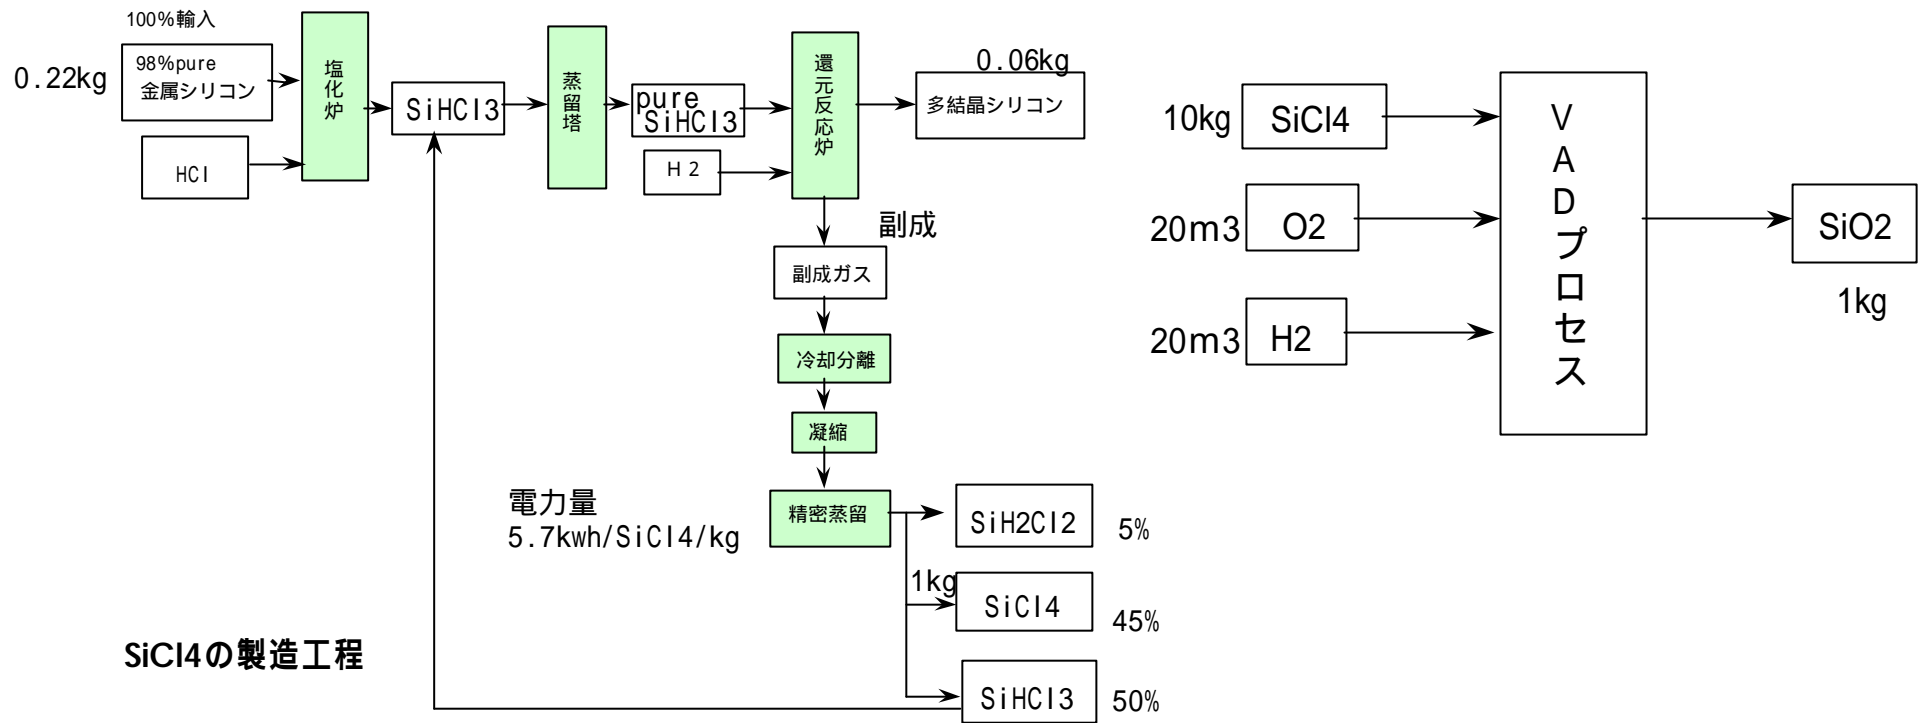 100%輸入
0.22kg
98%pure
金属シリコン
HCl
塩化炉
SiHCl3
蒸留塔
pure
SiHCl3
H2
還元反応炉
0.06kg
多結晶シリコン
副成
副成ガス
冷却分離
凝縮
電力量
5.7kwh/SiCl4/kg
精密蒸留
SiH2Cl2
5%
1kg
SiCl4
45%
SiHCl3
50%
SiCl4の製造工程
10kg
SiCl4
20m3
O2
20m3
H2
VADプロセス
SiO2
1kg